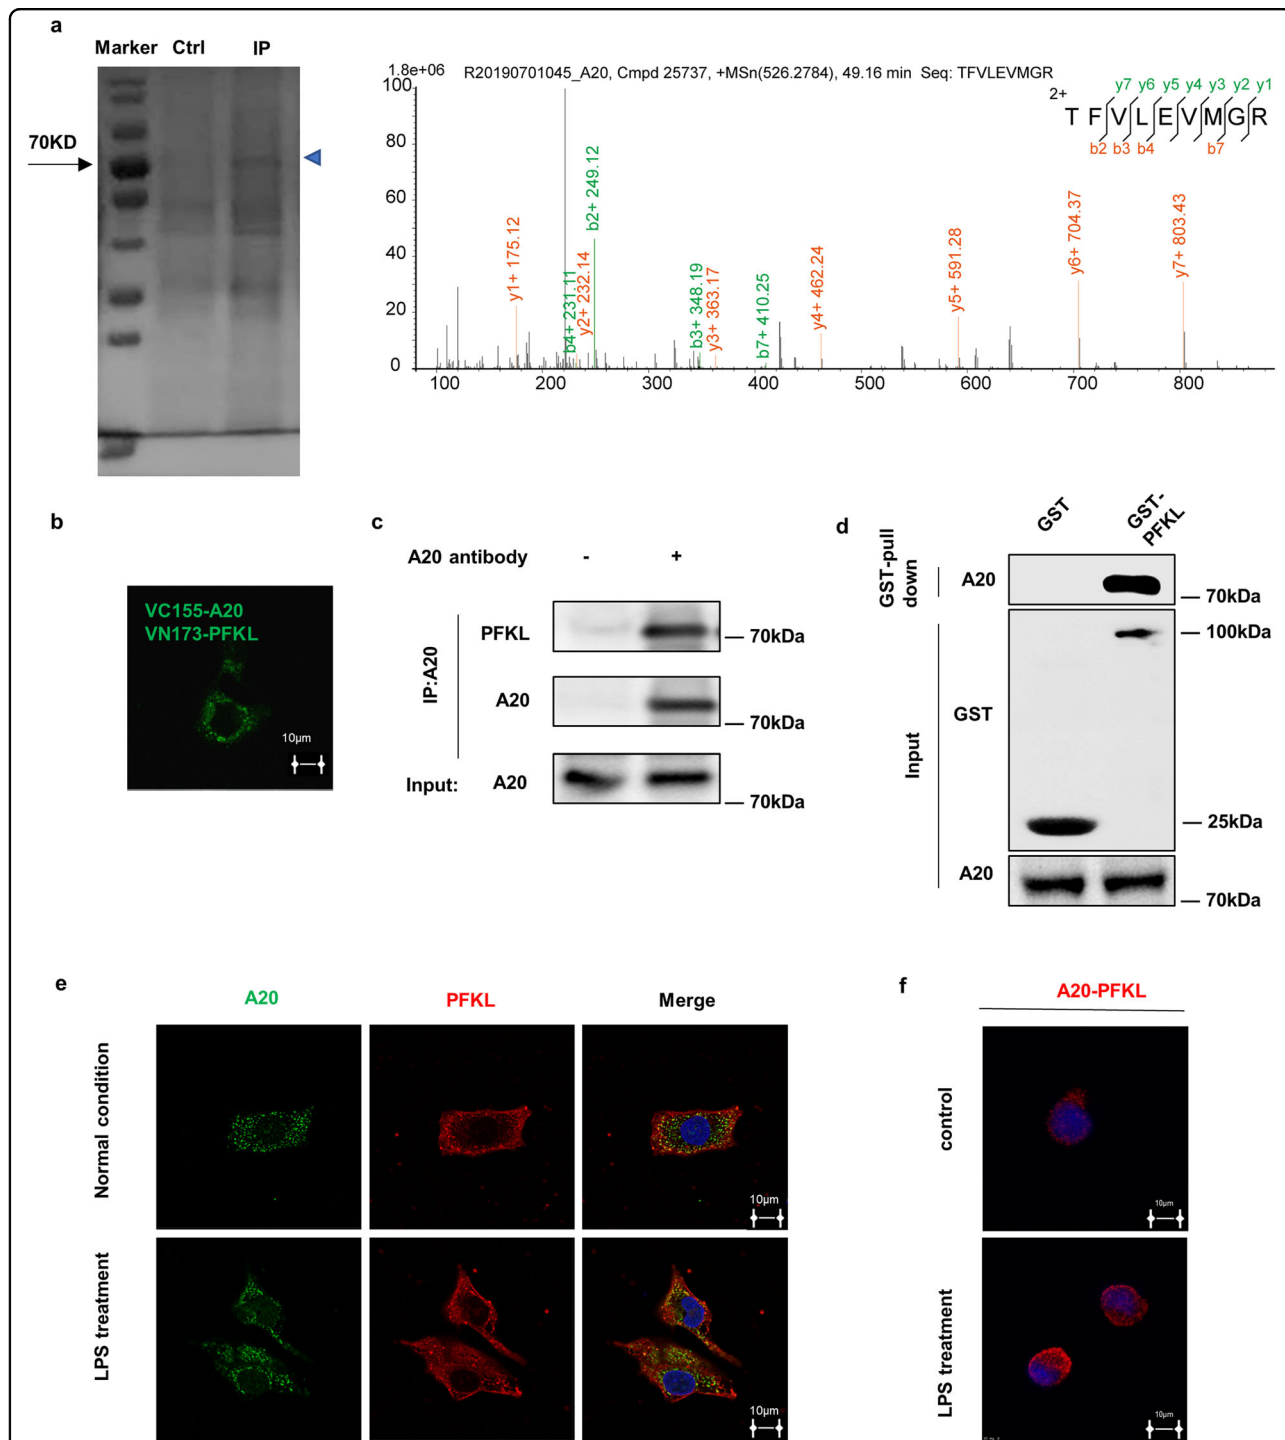 a
Marker Ctrl IP
70KD
1.8e+06 R20190701045_A20, Cmpd 25737, +MSn(526.2784), 49.16 min Seq: TFVLEVMGR
100
80
60
40
20
0
100 200 300 400 500 600 700 800
y1+ 175.12
b4+ 231.11
y2+ 232.14
b2+ 249.12
b3+ 348.19
y3+ 363.17
b7+ 410.25
y4+ 462.24
y5+ 591.28
y6+ 704.37
y7+ 803.43
y7 y6 y5 y4 y3 y2 y1
2+
T F V L E V M G R
b2 b3 b4 b7
b
VC155-A20
VN173-PFKL
10μm
c
A20 antibody - +
IP:A20
PFKL
70kDa
A20
70kDa
Input: A20
70kDa
d
GST
GST-
PFKL
GST-pull
down
A20
70kDa
Input
GST
100kDa
25kDa
A20
70kDa
e
A20 PFKL Merge
Normal condition
10μm
LPS treatment
10μm
f
A20-PFKL
control
10μm
LPS treatment
10μm